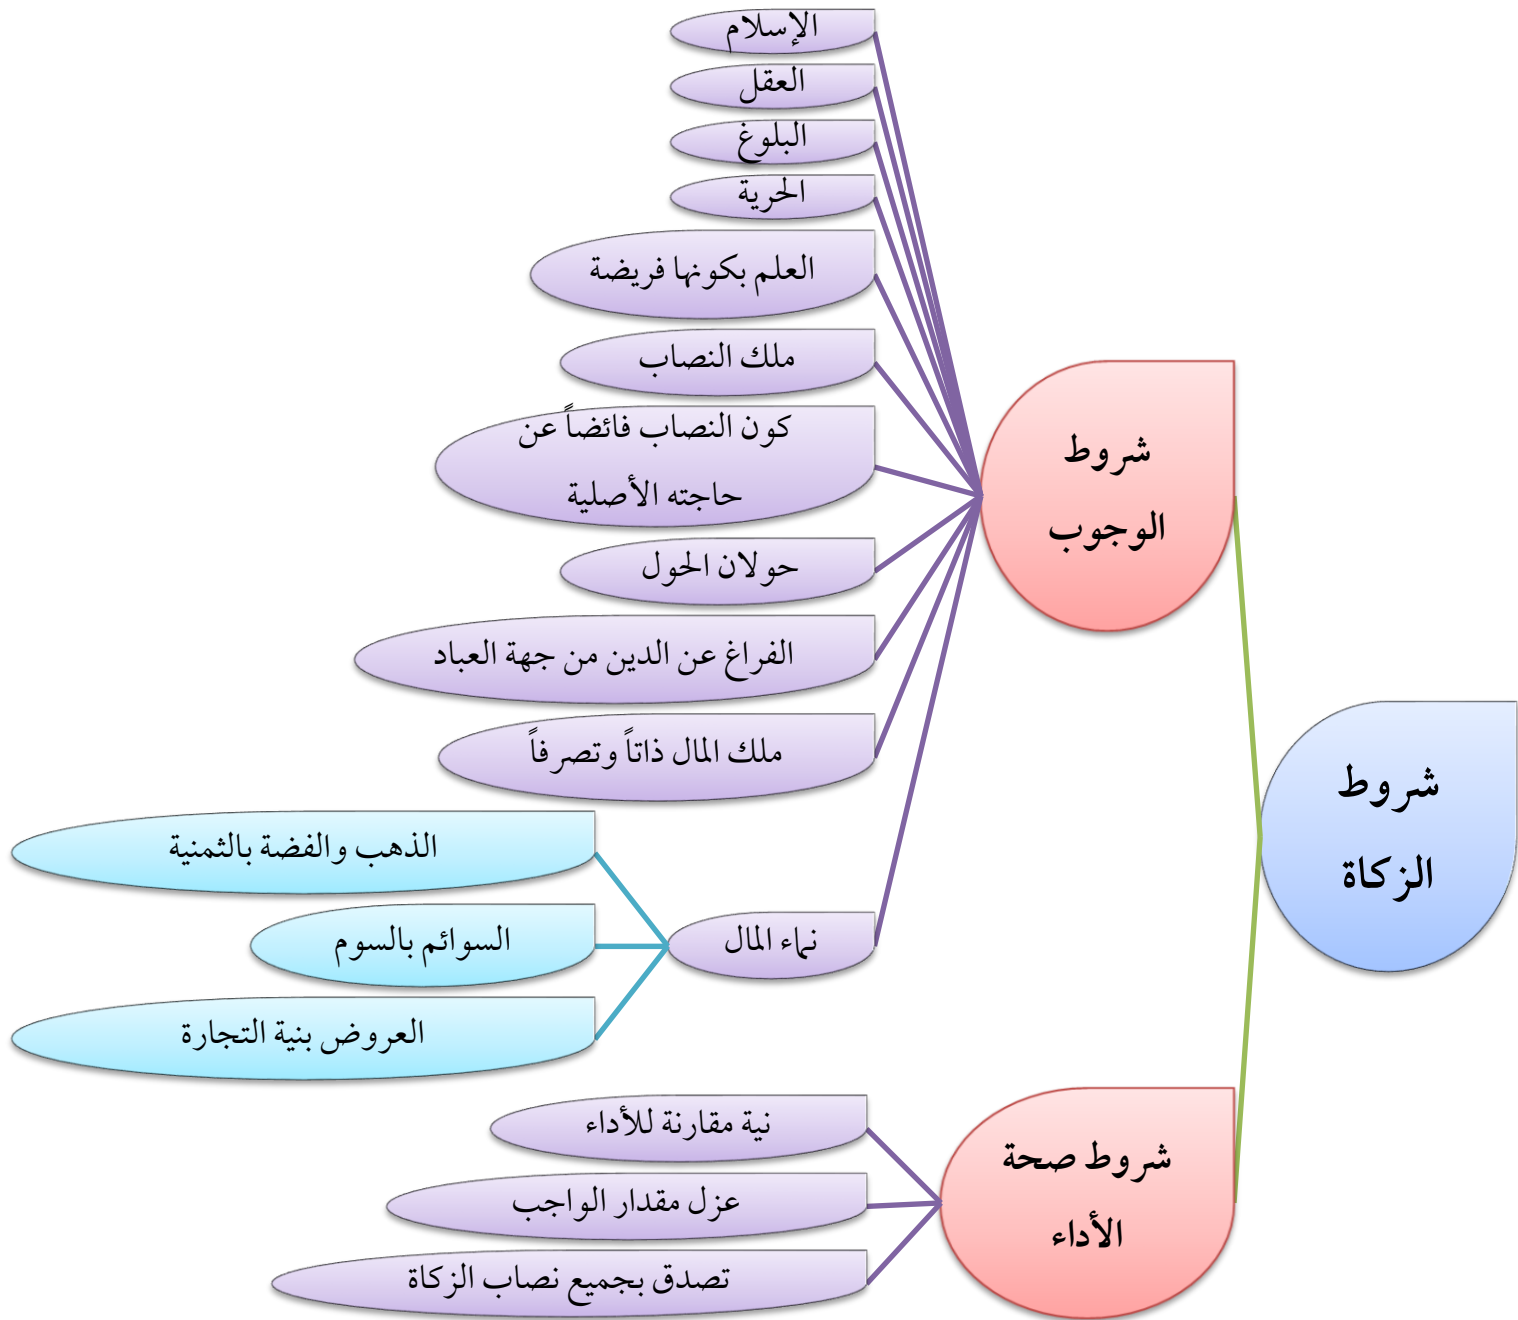 شروط
الزكاة
شروط
الوجوب
الإسلام
العقل
البلوغ
الحرية
العلم بكونها فريضة
ملك النصاب
كون النصاب فائضاً عن
حاجته الأصلية
حولان الحول
الفراغ عن الدين من جهة العباد
ملك المال ذاتاً وتصرفاً
نماء المال
الذهب والفضة بالثمنية
السوائم بالسوم
العروض بنية التجارة
شروط صحة
الأداء
نية مقارنة للأداء
عزل مقدار الواجب
تصدق بجميع نصاب الزكاة